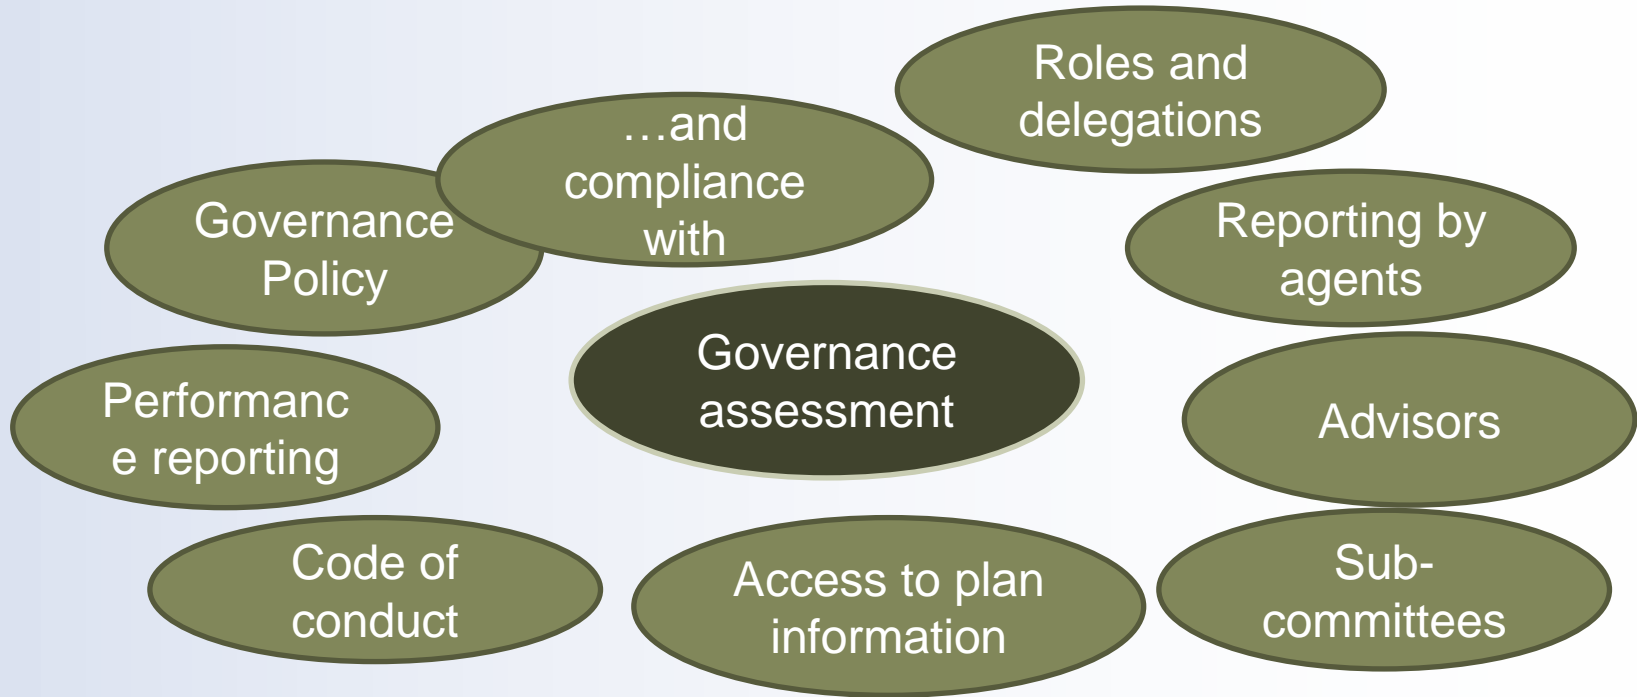 Roles and
delegations
…and
compliance
with
Governance
Policy
Reporting by
agents
Governance
assessment
Performanc
e reporting
Advisors
Code of
conduct
Access to plan
information
Sub-
committees